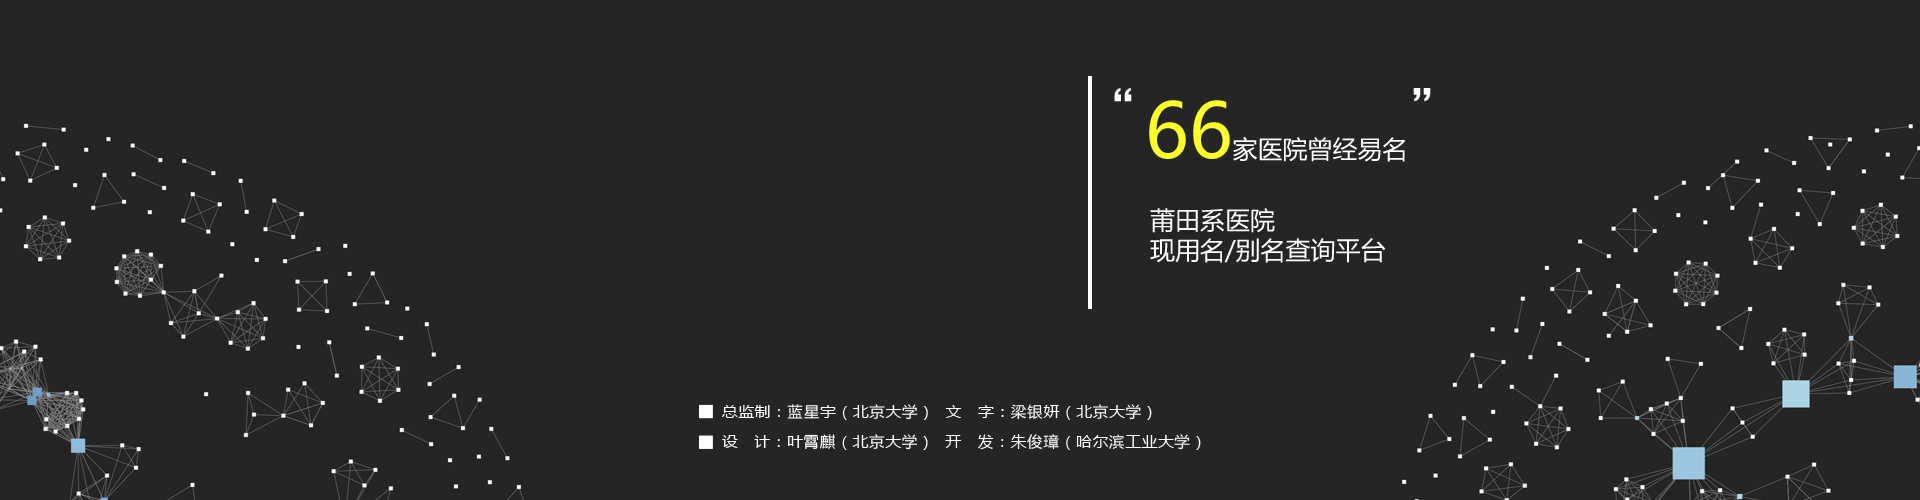 “66家医院曾经易名”
莆田系医院
现用名/别名查询平台
总监制：蓝星宇（北京大学） 文 字：梁银妍（北京大学）
设 计：叶霄麒（北京大学） 开 发：朱俊璋（哈尔滨工业大学）